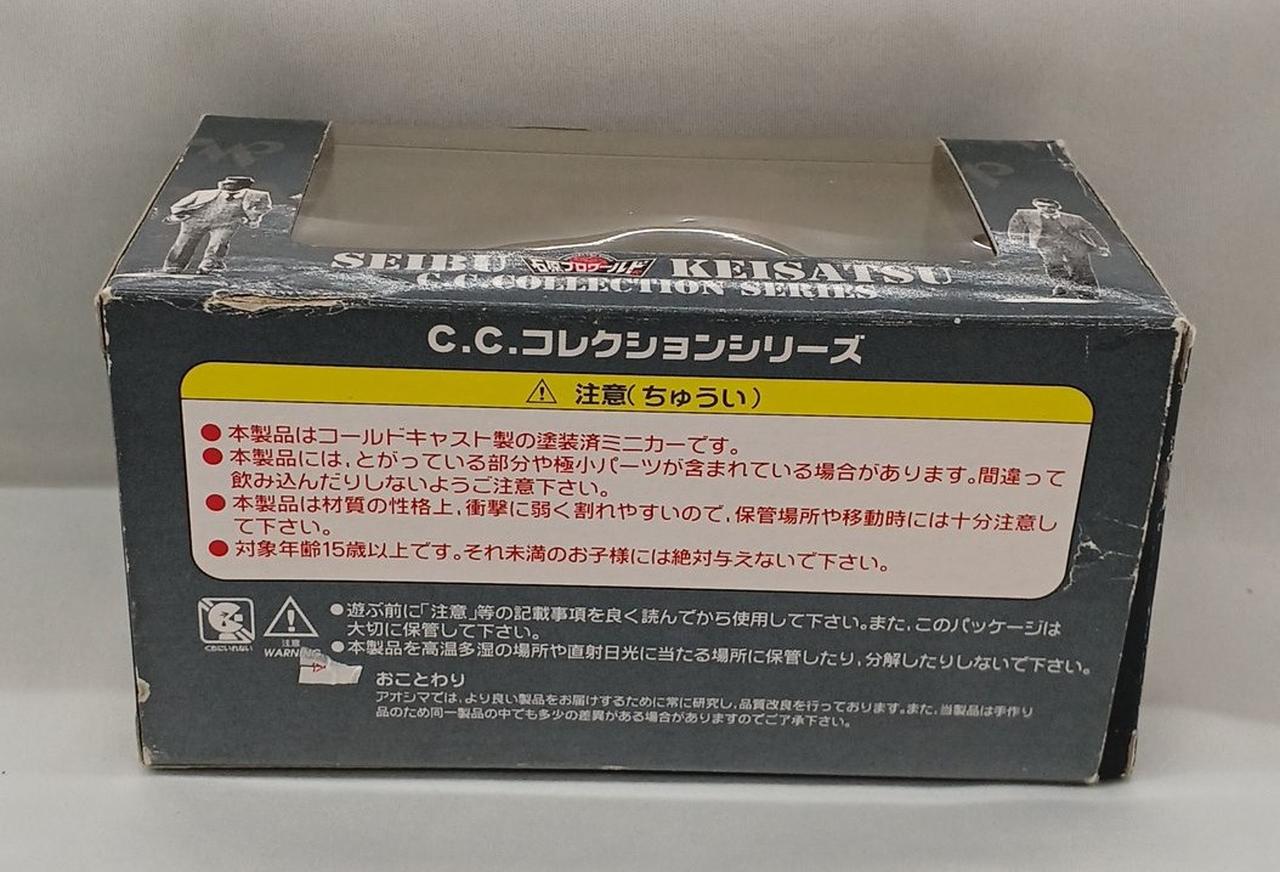 SEIBU 石原プロワールド KEISATSU
C.C COLLECTION SERIES
C.C.コレクションシリーズ
注意(ちゅうい)
●本製品はコールドキャスト製の塗装済ミニカーです。
●本製品には,とがっている部分や極小パーツが含まれている場合があります。間違って
飲み込んだりしないようご注意下さい。
●本製品は材質の性格上,衝撃に弱く割れやすいので,保管場所や移動時には十分注意し
て下さい。
●対象年齢15歳以上です。それ未満のお子様には絶対与えないで下さい。
●遊ぶ前に「注意」等の記載事項を良く読んでから使用して下さい。また,このパッケージは
大切に保管して下さい。
くちにいれない
注意
WARNING
●本製品を高温多湿の場所や直射日光に当たる場所に保管したり,分解したりしないで下さい。
おことわり
アオシマでは,より良い製品をお届けするために常に研究し,品質改良を行っております。また,当製品は手作り
品のため同一製品の中でも多少の差異がある場合がありますのでご了承下さい。